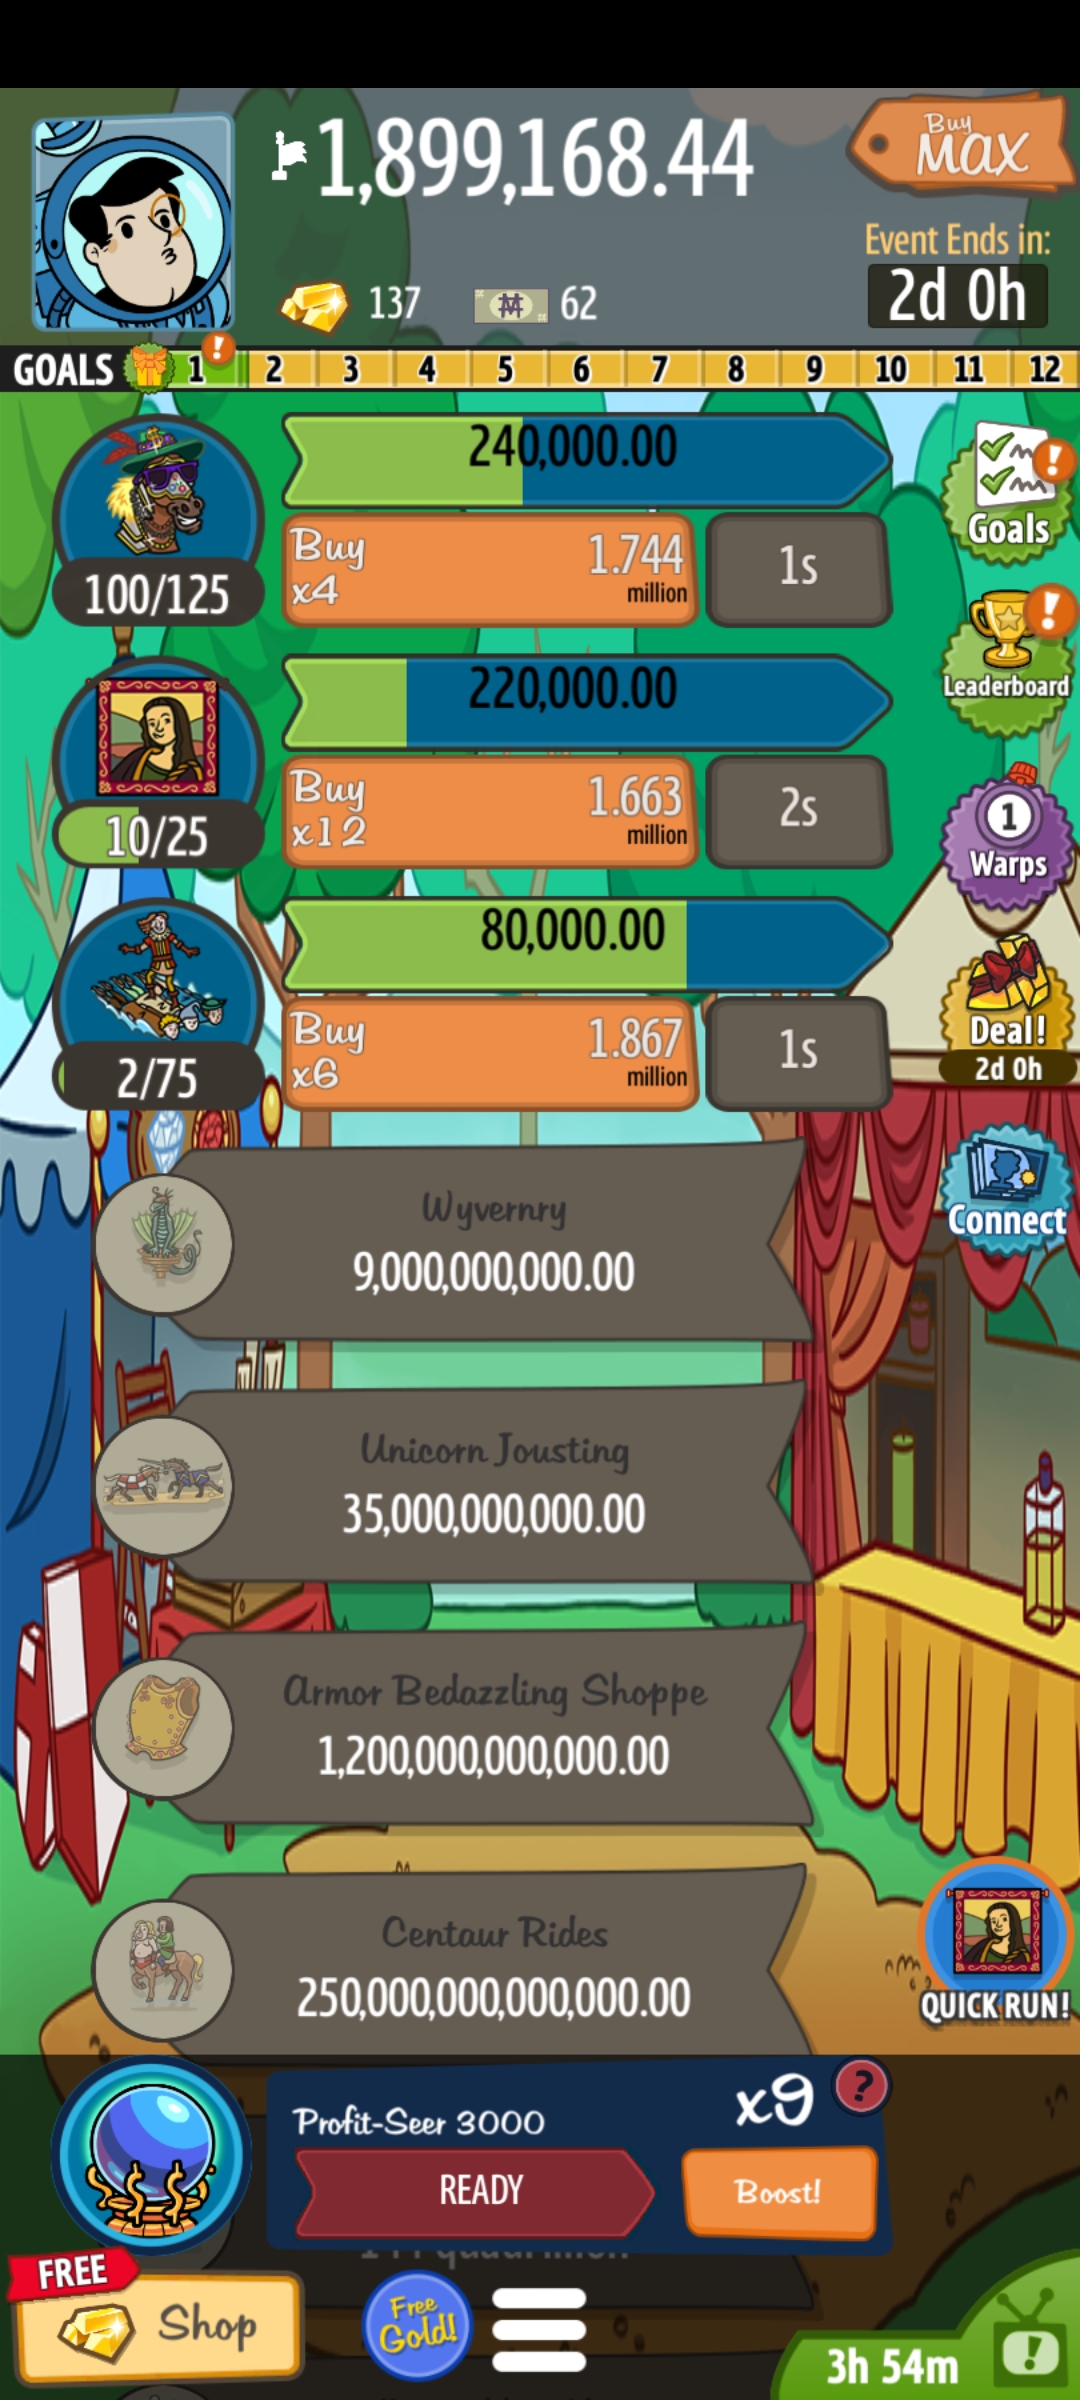 1,899,168.44
Buy
MAX
Event Ends in:
2d 0h
137
62
GOALS 1 ! 2 3 4 5 6 7 8 9 10 11 12
240,000.00
Buy
x4
1.744
million
1s
100/125
!
Goals
220,000.00
Buy
x12
1.663
million
2s
10/25
!
Leaderboard
1
Warps
80,000.00
Buy
x6
1.867
million
1s
2/75
Deal!
2d 0h
Wyvernry
9,000,000,000.00
Connect
Unicorn Jousting
35,000,000,000.00
Armor Bedazzling Shoppe
1,200,000,000,000.00
Centaur Rides
250,000,000,000,000.00
QUICK RUN!
Profit-Seer 3000
x9
?
READY
Boost!
FREE
Shop
Free
Gold!
3h 54m
!